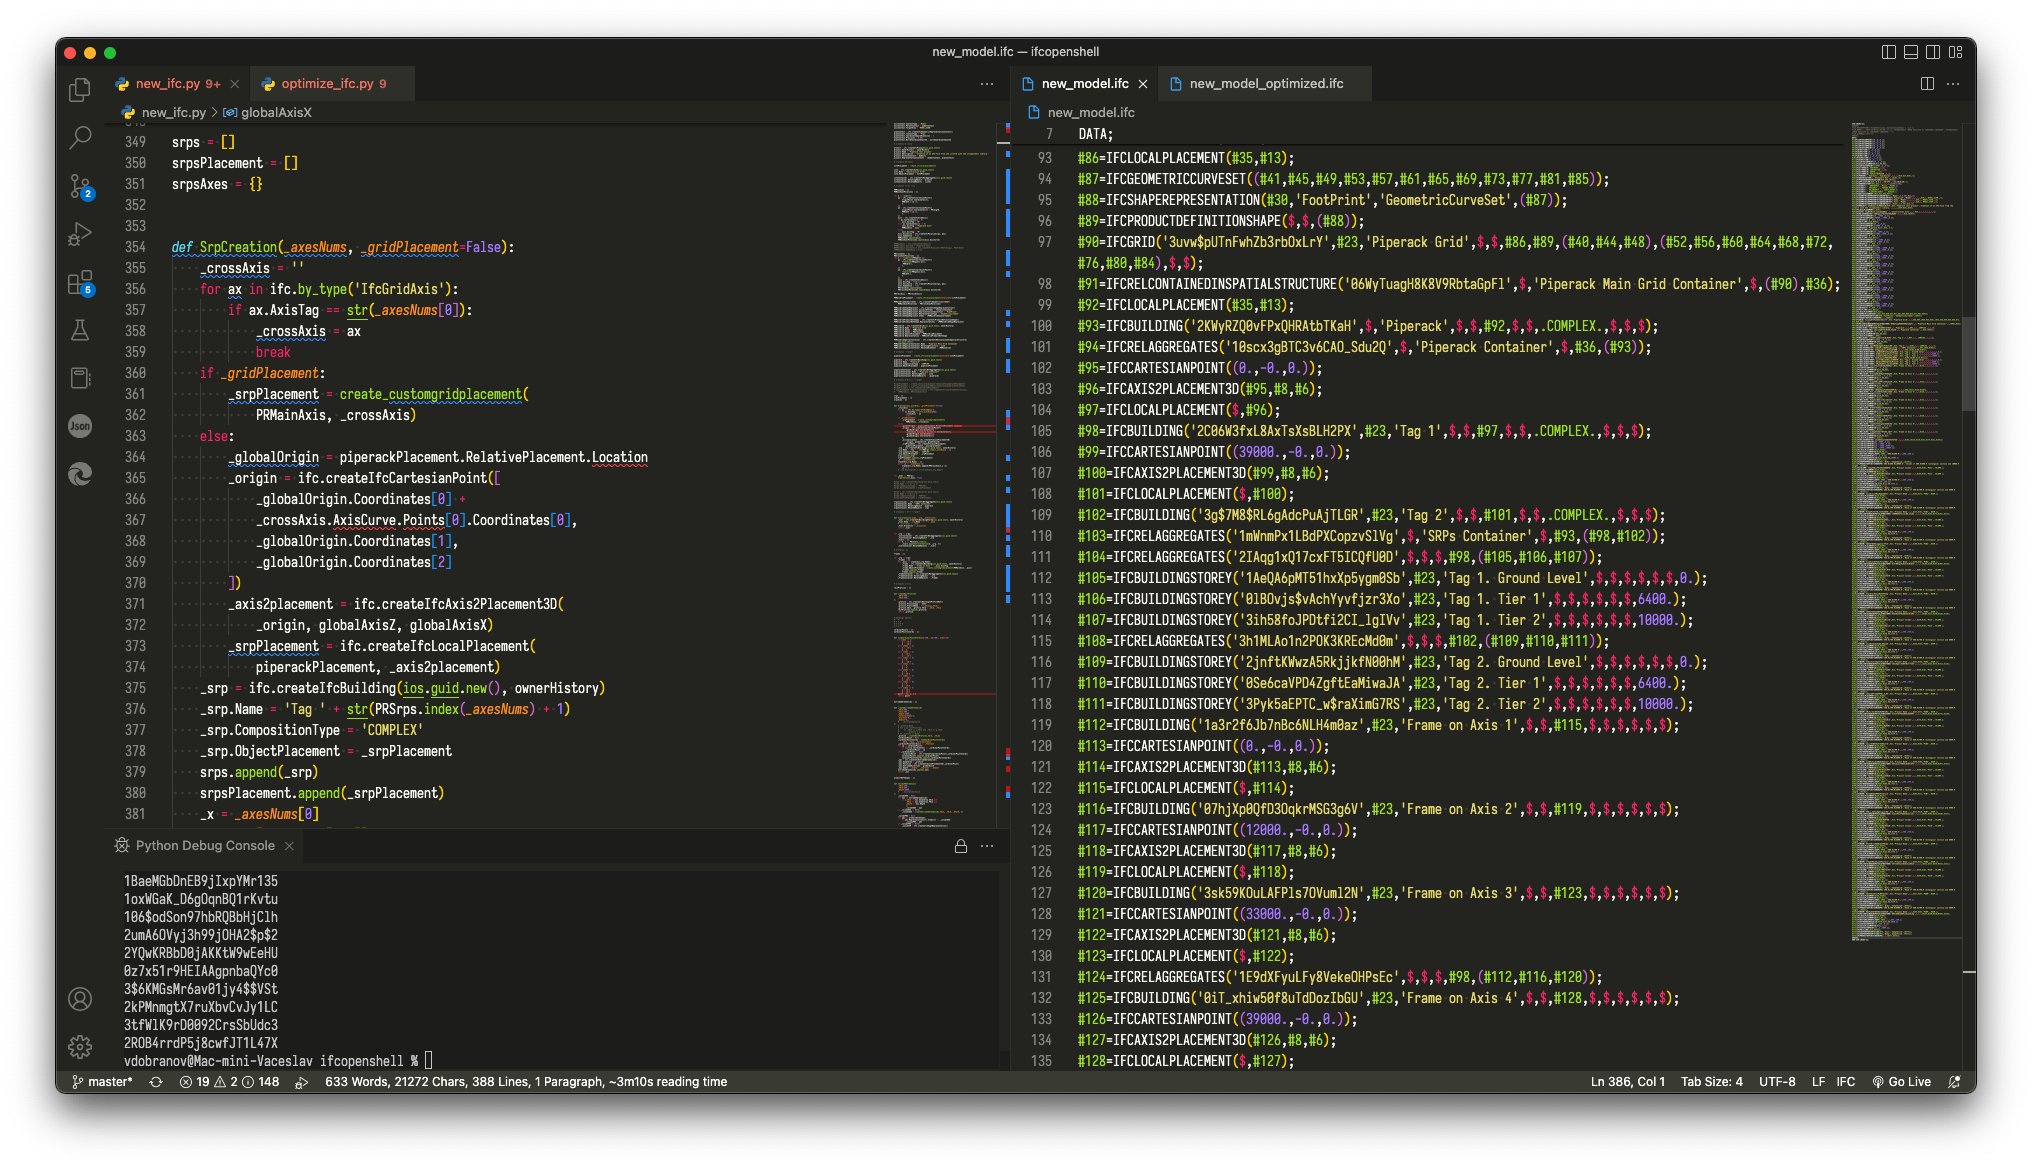 new_model.ifc — ifcopenshell
new_ifc.py 9+
optimize_ifc.py 9
new_ifc.py > globalAxisX
349 srps = []
350 srpsPlacement = []
351 srpsAxes = {}
352
353
354 def SrpCreation(_axesNums, _gridPlacement=False):
355 _crossAxis = ''
356 for ax in ifc.by_type('IfcGridAxis'):
357 if ax.AxisTag == str(_axesNums[0]):
358 _crossAxis = ax
359 break
360 if _gridPlacement:
361 _srpPlacement = create_customgridplacement(
362 PRMainAxis, _crossAxis)
363 else:
364 _globalOrigin = piperackPlacement.RelativePlacement.Location
365 _origin = ifc.createIfcCartesianPoint([
366 _globalOrigin.Coordinates[0] +
367 _crossAxis.AxisCurve.Points[0].Coordinates[0],
368 _globalOrigin.Coordinates[1],
369 _globalOrigin.Coordinates[2]
370 ])
371 _axis2placement = ifc.createIfcAxis2Placement3D(
372 _origin, globalAxisZ, globalAxisX)
373 _srpPlacement = ifc.createIfcLocalPlacement(
374 piperackPlacement, _axis2placement)
375 _srp = ifc.createIfcBuilding(ios.guid.new(), ownerHistory)
376 _srp.Name = 'Tag ' + str(PRSrps.index(_axesNums) + 1)
377 _srp.CompositionType = 'COMPLEX'
378 _srp.ObjectPlacement = _srpPlacement
379 srps.append(_srp)
380 srpsPlacement.append(_srpPlacement)
381 _x = _axesNums[0]
Python Debug Console
1BaeMGbDnEB9jIxpYMr135
1oxWGaK_D6gOqnBQ1rKvtu
106$odSon97hbRQBbHjClh
2umA6OVyj3h99jOHA2$p$2
2YQwKRBbD0jAKKtW9wEeHU
0z7x51r9HEIAAgpnbaQYc0
3$6KMGsMr6av01jy4$$VSt
2kPMnmgtX7ruXbvCvJy1LC
3tfWlK9rD0092CrsSbUdc3
2ROB4rrdP5j8cwfJT1L47X
vdobranov@Mac-mini-Vaceslav ifcopenshell %
new_model.ifc
new_model_optimized.ifc
new_model.ifc
7 DATA;
93 #86=IFCLOCALPLACEMENT(#35,#13);
94 #87=IFCGEOMETRICCURVESET((#41,#45,#49,#53,#57,#61,#65,#69,#73,#77,#81,#85));
95 #88=IFCSHAPEREPRESENTATION(#30,'FootPrint','GeometricCurveSet',(#87));
96 #89=IFCPRODUCTDEFINITIONSHAPE($,$,(#88));
97 #90=IFCGRID('3uvw$pUTnFwhZb3rbOxLrY',#23,'Piperack Grid',$,$,#86,#89,(#40,#44,#48),(#52,#56,#60,#64,#68,#72,
#76,#80,#84),$,$);
98 #91=IFCRELCONTAINEDINSPATIALSTRUCTURE('06WyTuagH8K8V9RbtaGpFl',$,'Piperack Main Grid Container',$,(#90),#36);
99 #92=IFCLOCALPLACEMENT(#35,#13);
100 #93=IFCBUILDING('2KWyRZQ0vFPxQHRAtbTKaH',$,'Piperack',$,$,#92,$,$,.COMPLEX.,$,$,$);
101 #94=IFCRELAGGREGATES('10scx3gBTC3v6CAO_Sdu2Q',$,'Piperack Container',$,#36,(#93));
102 #95=IFCCARTESIANPOINT((0.,-0.,0.));
103 #96=IFCAXIS2PLACEMENT3D(#95,#8,#6);
104 #97=IFCLOCALPLACEMENT($,#96);
105 #98=IFCBUILDING('2C06W3fxL8AxTsXsBLH2PX',#23,'Tag 1',$,$,#97,$,$,.COMPLEX.,$,$,$);
106 #99=IFCCARTESIANPOINT((39000.,-0.,0.));
107 #100=IFCAXIS2PLACEMENT3D(#99,#8,#6);
108 #101=IFCLOCALPLACEMENT($,#100);
109 #102=IFCBUILDING('3g$7M8$RL6gAdcPuAjTLGR',#23,'Tag 2',$,$,#101,$,$,.COMPLEX.,$,$,$);
110 #103=IFCRELAGGREGATES('1mWnmPx1LBdPXCopzvSlVg',$,'SRPs Container',$,#93,(#98,#102));
111 #104=IFCRELAGGREGATES('2IAqg1xQ17cxFT5ICQfU0D',$,$,$,#98,(#105,#106,#107));
112 #105=IFCBUILDINGSTOREY('1AeQA6pMT51hxXp5ygm0Sb',#23,'Tag 1. Ground Level',$,$,$,$,$,$,0.);
113 #106=IFCBUILDINGSTOREY('0lBOvjs$vAchYyvfjzr3Xo',#23,'Tag 1. Tier 1',$,$,$,$,$,$,6400.);
114 #107=IFCBUILDINGSTOREY('3ih58foJPDtfi2CI_lgIVv',#23,'Tag 1. Tier 2',$,$,$,$,$,$,10000.);
115 #108=IFCRELAGGREGATES('3h1MLAo1n2POK3KREcMd0m',$,$,$,#102,(#109,#110,#111));
116 #109=IFCBUILDINGSTOREY('2jnftKWwzA5RkjjkfN00hM',#23,'Tag 2. Ground Level',$,$,$,$,$,$,0.);
117 #110=IFCBUILDINGSTOREY('0Se6caVPD4ZgftEaMiwaJA',#23,'Tag 2. Tier 1',$,$,$,$,$,$,6400.);
118 #111=IFCBUILDINGSTOREY('3Pyk5aEPTC_w$raXimG7RS',#23,'Tag 2. Tier 2',$,$,$,$,$,$,10000.);
119 #112=IFCBUILDING('1a3r2f6Jb7nBc6NLH4m0az',#23,'Frame on Axis 1',$,$,#115,$,$,$,$,$,$);
120 #113=IFCCARTESIANPOINT((0.,-0.,0.));
121 #114=IFCAXIS2PLACEMENT3D(#113,#8,#6);
122 #115=IFCLOCALPLACEMENT($,#114);
123 #116=IFCBUILDING('07hjXp0QfD3OqkrMSG3g6V',#23,'Frame on Axis 2',$,$,#119,$,$,$,$,$,$);
124 #117=IFCCARTESIANPOINT((12000.,-0.,0.));
125 #118=IFCAXIS2PLACEMENT3D(#117,#8,#6);
126 #119=IFCLOCALPLACEMENT($,#118);
127 #120=IFCBUILDING('3sk59KOuLAFPls7OVuml2N',#23,'Frame on Axis 3',$,$,#123,$,$,$,$,$,$);
128 #121=IFCCARTESIANPOINT((33000.,-0.,0.));
129 #122=IFCAXIS2PLACEMENT3D(#121,#8,#6);
130 #123=IFCLOCALPLACEMENT($,#122);
131 #124=IFCRELAGGREGATES('1E9dXFyuLFy8VekeOHPsEc',$,$,$,#98,(#112,#116,#120));
132 #125=IFCBUILDING('0iT_xhiw50f8uTdDozIbGU',#23,'Frame on Axis 4',$,$,#128,$,$,$,$,$,$);
133 #126=IFCCARTESIANPOINT((39000.,-0.,0.));
134 #127=IFCAXIS2PLACEMENT3D(#126,#8,#6);
135 #128=IFCLOCALPLACEMENT($,#127);
2
5
Json
master* 19 2 148 633 Words, 21272 Chars, 388 Lines, 1 Paragraph, ~3m10s reading time Ln 386, Col 1 Tab Size: 4 UTF-8 LF IFC Go Live